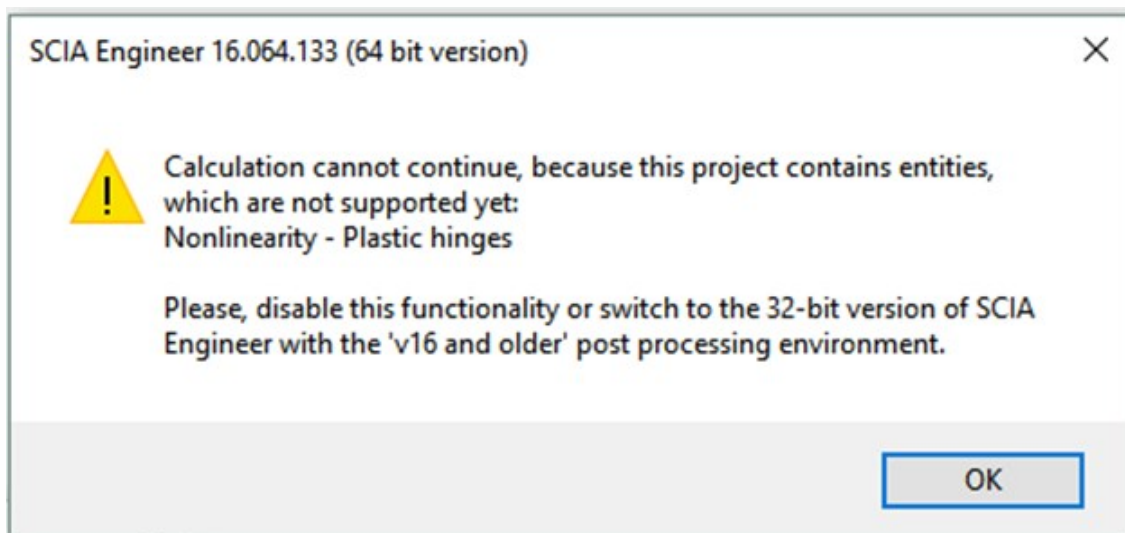 SCIA Engineer 16.064.133 (64 bit version)
Calculation cannot continue, because this project contains entities,
which are not supported yet:
Nonlinearity - Plastic hinges
Please, disable this functionality or switch to the 32-bit version of SCIA
Engineer with the 'v16 and older' post processing environment.
OK